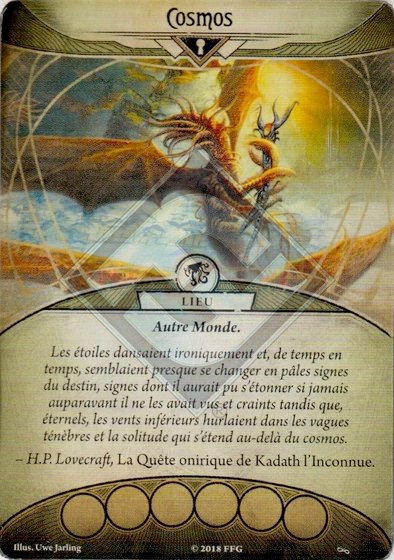 Cosmos
LIEU
Autre Monde.
Les étoiles dansaient ironiquement et, de temps en
temps, semblaient presque se changer en pâles signes
du destin, signes dont il aurait pu s'étonner si jamais
auparavant il ne les avait vus et craints tandis que,
éternels, les vents inférieurs hurlaient dans les vagues
ténèbres et la solitude qui s'étend au-delà du cosmos.
– H.P. Lovecraft, La Quête onirique de Kadath l'Inconnue.
Illus. Uwe Jarling
© 2018 FFG